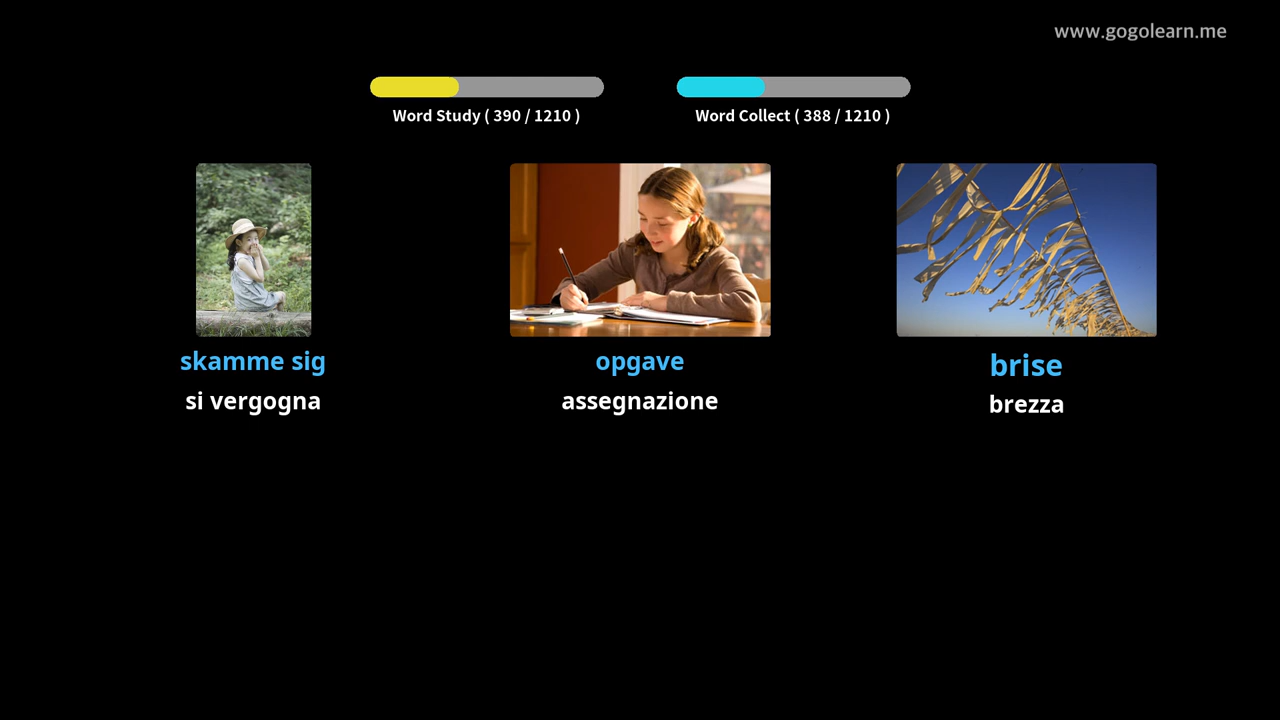 www.gogolearn.me
Word Study ( 390 / 1210 )
Word Collect ( 388 / 1210 )
skamme sig
si vergogna
opgave
assegnazione
brise
brezza